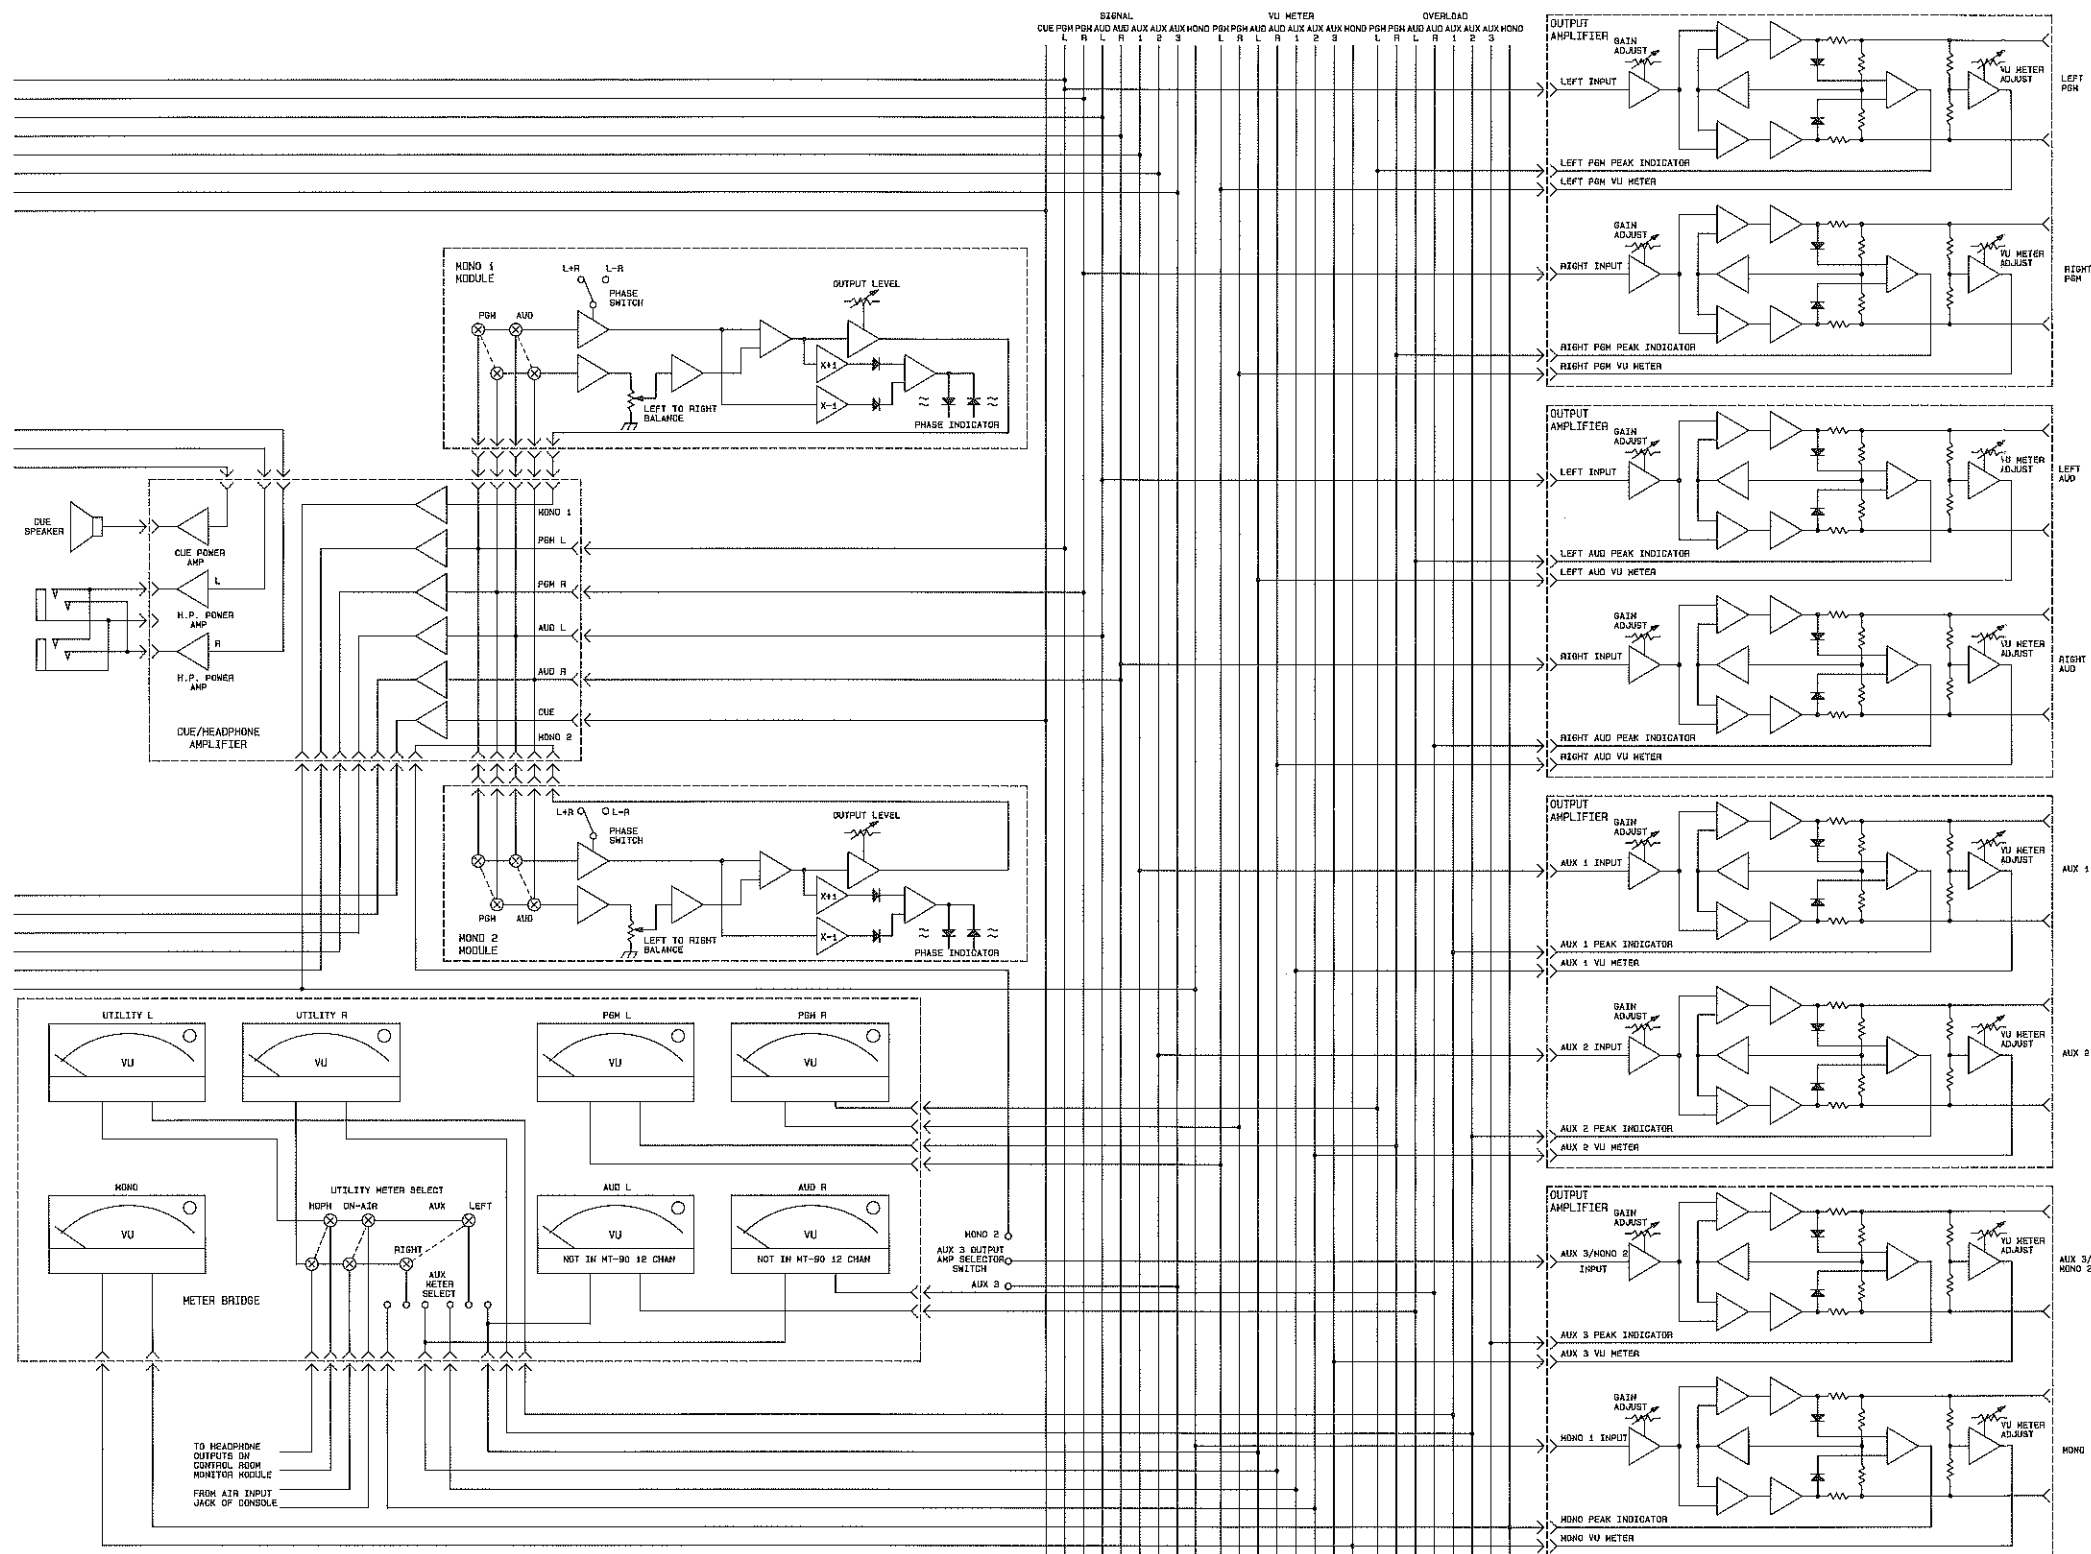 SIGNAL
VU METER
OVERLOAD
CUE PGM PGM AUD AUD AUX AUX AUX MONO PGM PGM AUD AUD AUX AUX AUX MONO PGM PGM AUD AUD AUX AUX AUX MONO
L R L R 1 2 3 L R L R 1 2 3 L R L R 1 2 3
OUTPUT
AMPLIFIER
GAIN
ADJUST
LEFT INPUT
VU METER
ADJUST
LEFT
PGM
LEFT PGM PEAK INDICATOR
LEFT PGM VU METER
GAIN
ADJUST
RIGHT INPUT
VU METER
ADJUST
RIGHT
PGM
RIGHT PGM PEAK INDICATOR
RIGHT PGM VU METER
MONO 1
MODULE
L+R
L-R
PHASE
SWITCH
OUTPUT LEVEL
PGM
AUD
X+1
X-1
LEFT TO RIGHT
BALANCE
PHASE INDICATOR
OUTPUT
AMPLIFIER
GAIN
ADJUST
LEFT INPUT
VU METER
ADJUST
LEFT
AUD
LEFT AUD PEAK INDICATOR
LEFT AUD VU METER
GAIN
ADJUST
RIGHT INPUT
VU METER
ADJUST
RIGHT
AUD
RIGHT AUD PEAK INDICATOR
RIGHT AUD VU METER
CUE
SPEAKER
CUE POWER
AMP
L
H.P. POWER
AMP
R
H.P. POWER
AMP
CUE/HEADPHONE
AMPLIFIER
MONO 1
PGM L
PGM R
AUD L
AUD R
CUE
MONO 2
L+R
L-R
PHASE
SWITCH
OUTPUT LEVEL
PGM
AUD
X+1
X-1
MONO 2
MODULE
LEFT TO RIGHT
BALANCE
PHASE INDICATOR
OUTPUT
AMPLIFIER
GAIN
ADJUST
AUX 1 INPUT
VU METER
ADJUST
AUX 1
AUX 1 PEAK INDICATOR
AUX 1 VU METER
GAIN
ADJUST
AUX 2 INPUT
VU METER
ADJUST
AUX 2
AUX 2 PEAK INDICATOR
AUX 2 VU METER
UTILITY L
VU
UTILITY R
VU
PGM L
VU
PGM R
VU
MONO
VU
UTILITY METER SELECT
HDPH
ON-AIR
AUX
LEFT
RIGHT
AUX
METER
SELECT
AUD L
VU
NOT IN MT-90 12 CHAN
AUD R
VU
NOT IN MT-90 12 CHAN
METER BRIDGE
MONO 2
AUX 3 OUTPUT
AMP SELECTOR
SWITCH
AUX 3
OUTPUT
AMPLIFIER
GAIN
ADJUST
AUX 3/MONO 2
INPUT
VU METER
ADJUST
AUX 3/
MONO 2
AUX 3 PEAK INDICATOR
AUX 3 VU METER
GAIN
ADJUST
MONO 1 INPUT
VU METER
ADJUST
MONO
MONO PEAK INDICATOR
MONO VU METER
TO HEADPHONE
OUTPUTS ON
CONTROL ROOM
MONITOR MODULE
FROM AIR INPUT
JACK OF CONSOLE